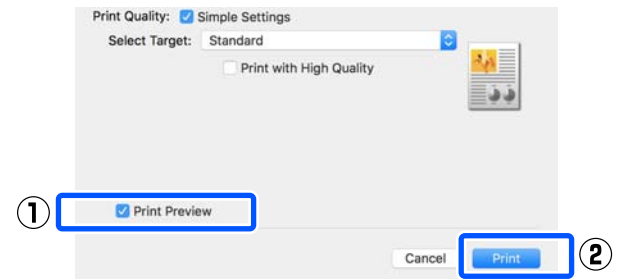 Print Quality: Simple Settings
Select Target: Standard
Print with High Quality
① Print Preview
Cancel Print ②